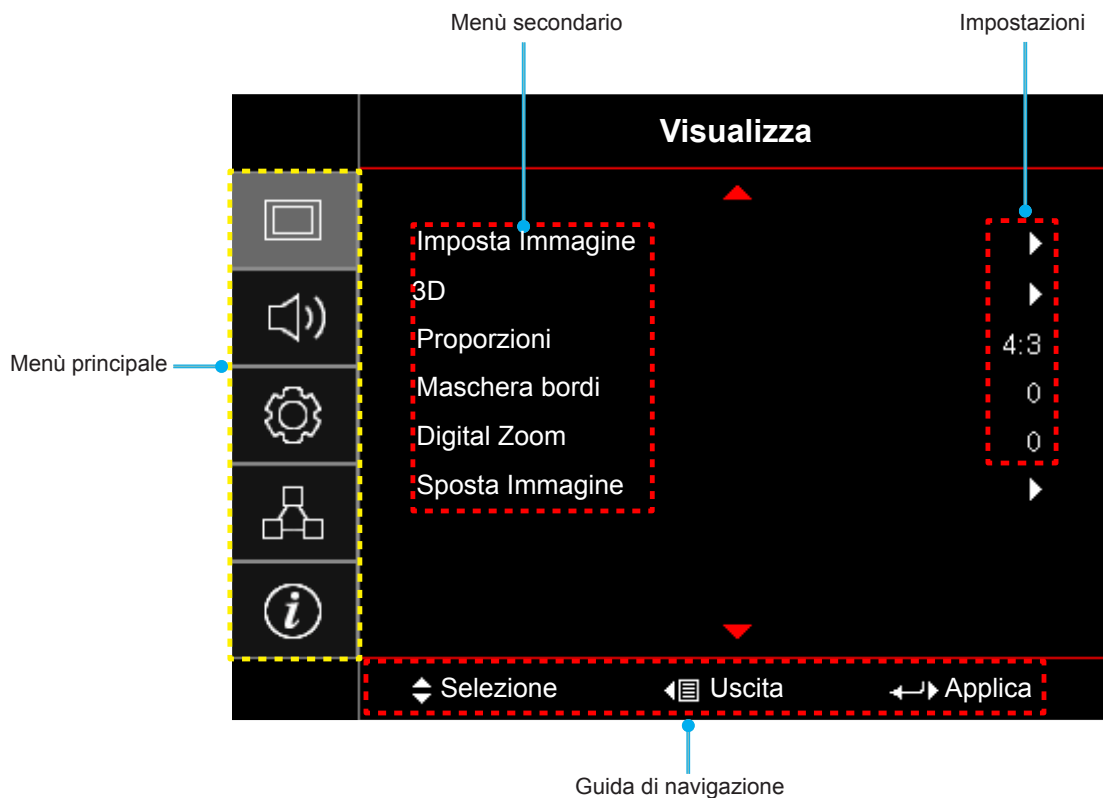 Menù secondario
Impostazioni
Visualizza
Imposta Immagine
3D
Proporzioni 4:3
Maschera bordi 0
Digital Zoom 0
Sposta Immagine
Menù principale
Selezione Uscita Applica
Guida di navigazione